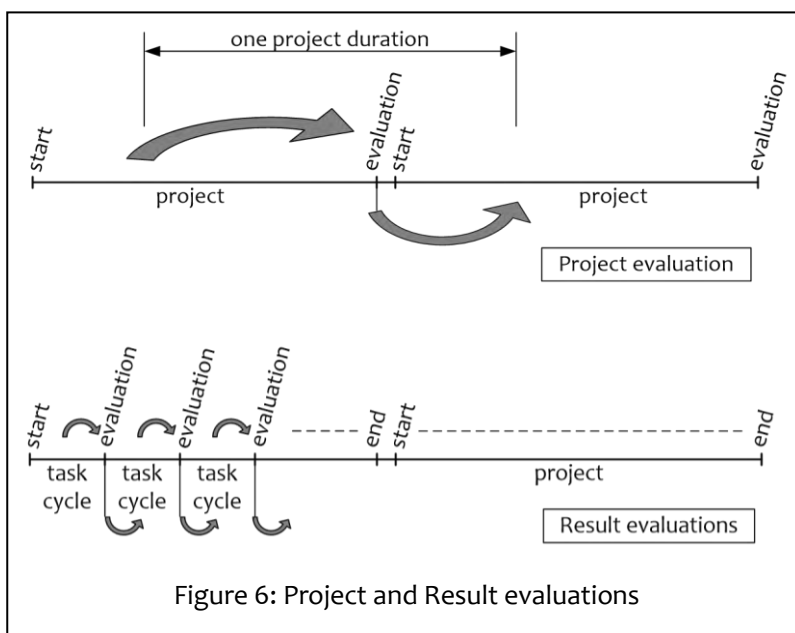 one project duration
start
evaluation
start
evaluation
project
project
Project evaluation
start
evaluation
evaluation
evaluation
end
start
end
task
cycle
task
cycle
task
cycle
project
Result evaluations
Figure 6: Project and Result evaluations